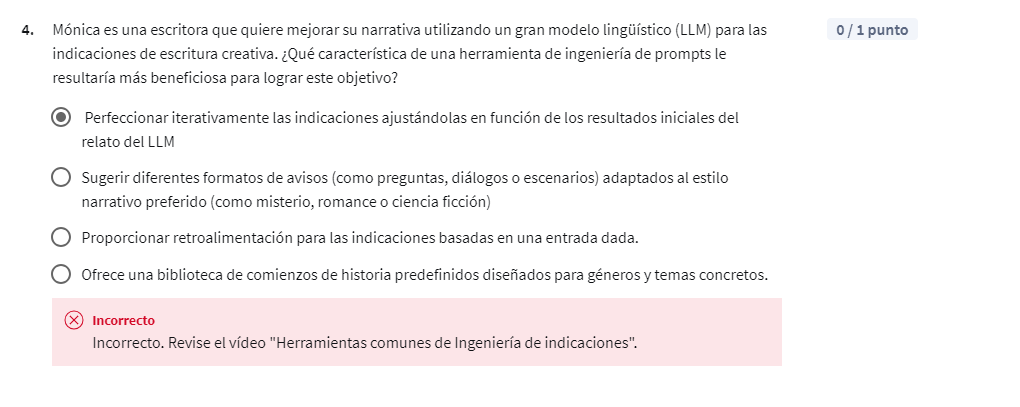 4. Mónica es una escritora que quiere mejorar su narrativa utilizando un gran modelo lingüístico (LLM) para las
0 / 1 punto
indicaciones de escritura creativa. ¿Qué característica de una herramienta de ingeniería de prompts le
resultaría más beneficiosa para lograr este objetivo?
Perfeccionar iterativamente las indicaciones ajustándolas en función de los resultados iniciales del
relato del LLM
Sugerir diferentes formatos de avisos (como preguntas, diálogos o escenarios) adaptados al estilo
narrativo preferido (como misterio, romance o ciencia ficción)
Proporcionar retroalimentación para las indicaciones basadas en una entrada dada.
Ofrece una biblioteca de comienzos de historia predefinidos diseñados para géneros y temas concretos.
Incorrecto
Incorrecto. Revise el vídeo "Herramientas comunes de Ingeniería de indicaciones".